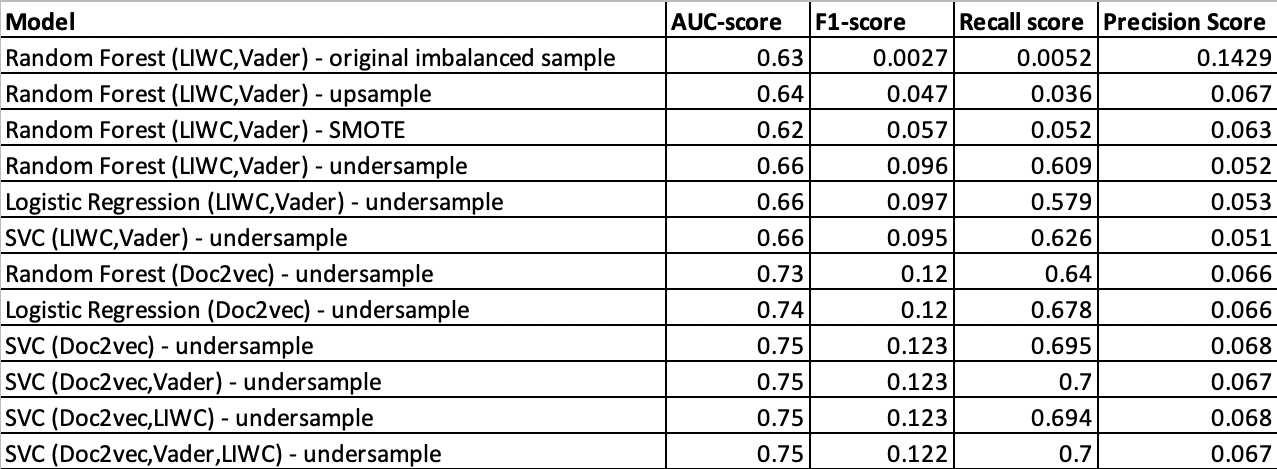 Model AUC-score F1-score Recall score Precision Score
Random Forest (LIWC,Vader) - original imbalanced sample 0.63 0.0027 0.0052 0.1429
Random Forest (LIWC,Vader) - upsample 0.64 0.047 0.036 0.067
Random Forest (LIWC,Vader) - SMOTE 0.62 0.057 0.052 0.063
Random Forest (LIWC,Vader) - undersample 0.66 0.096 0.609 0.052
Logistic Regression (LIWC,Vader) - undersample 0.66 0.097 0.579 0.053
SVC (LIWC,Vader) - undersample 0.66 0.095 0.626 0.051
Random Forest (Doc2vec) - undersample 0.73 0.12 0.64 0.066
Logistic Regression (Doc2vec) - undersample 0.74 0.12 0.678 0.066
SVC (Doc2vec) - undersample 0.75 0.123 0.695 0.068
SVC (Doc2vec,Vader) - undersample 0.75 0.123 0.7 0.067
SVC (Doc2vec,LIWC) - undersample 0.75 0.123 0.694 0.068
SVC (Doc2vec,Vader,LIWC) - undersample 0.75 0.122 0.7 0.067